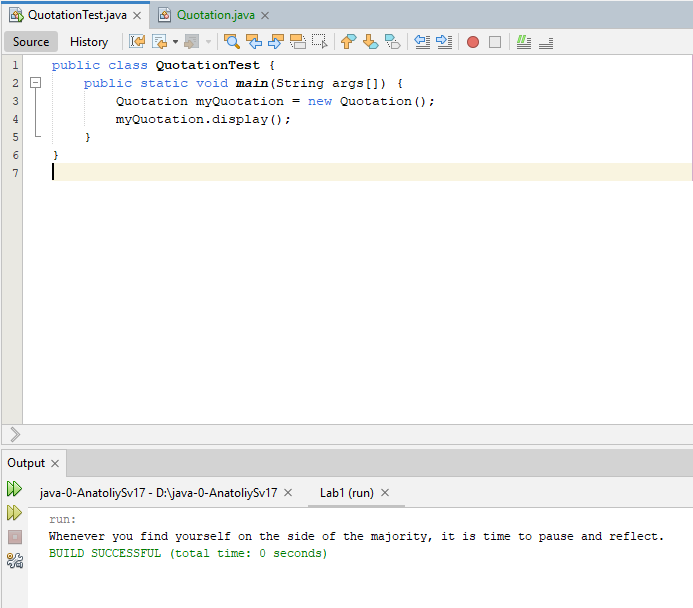 QuotationTest.java Quotation.java
Source History
1 public class QuotationTest {
2 public static void main(String args[]) {
3 Quotation myQuotation = new Quotation();
4 myQuotation.display();
5 }
6 }
7
Output
java-0-AnatoliySv17 - D:\java-0-AnatoliySv17 Lab1 (run)
run:
Whenever you find yourself on the side of the majority, it is time to pause and reflect.
BUILD SUCCESSFUL (total time: 0 seconds)